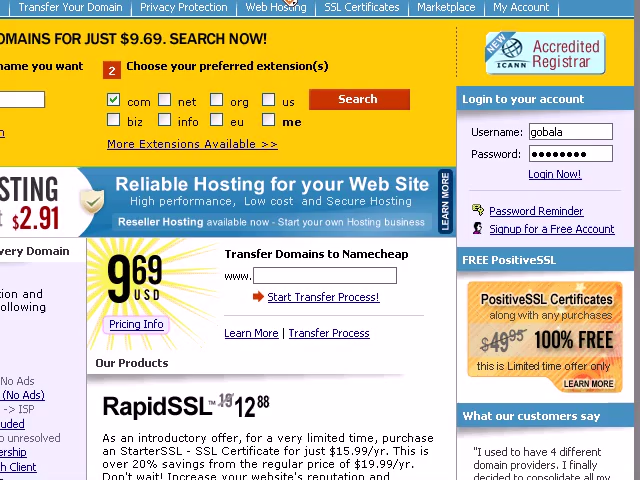 Transfer Your Domain | Privacy Protection | Web Hosting | SSL Certificates | Marketplace | My Account
OMAINS FOR JUST $9.69. SEARCH NOW!
name you want
2 Choose your preferred extension(s)
com net org us
Search
biz info eu me
More Extensions Available >>
NEW
ICANN
Accredited
Registrar
Login to your account
Username: gobala
Password: ••••••••
Login Now!
Password Reminder
Signup for a Free Account
STING
t $2.91
Reliable Hosting for your Web Site
High performance, Low cost and Secure Hosting
Reseller Hosting available now - Start your own Hosting business
LEARN MORE
very Domain
tion and
ollowing
No Ads
(No Ads)
-> ISP
uded
o unresolved
ership
h Client
9 69
USD
Pricing Info
Transfer Domains to Namecheap
www.
Start Transfer Process!
Learn More | Transfer Process
Our Products
RapidSSL™ 19 12 88
As an introductory offer, for a very limited time, purchase
an StarterSSL - SSL Certificate for just $15.99/yr. This is
over 20% savings from the regular price of $19.99/yr.
Don't wait! Increase your website's reputation and
FREE PositiveSSL
PositiveSSL Certificates
along with any purchases
$49 95 100% FREE
this is Limited time offer only
LEARN MORE
What our customers say
"I used to have 4 different
domain providers. I finally
decided to consolidate all my